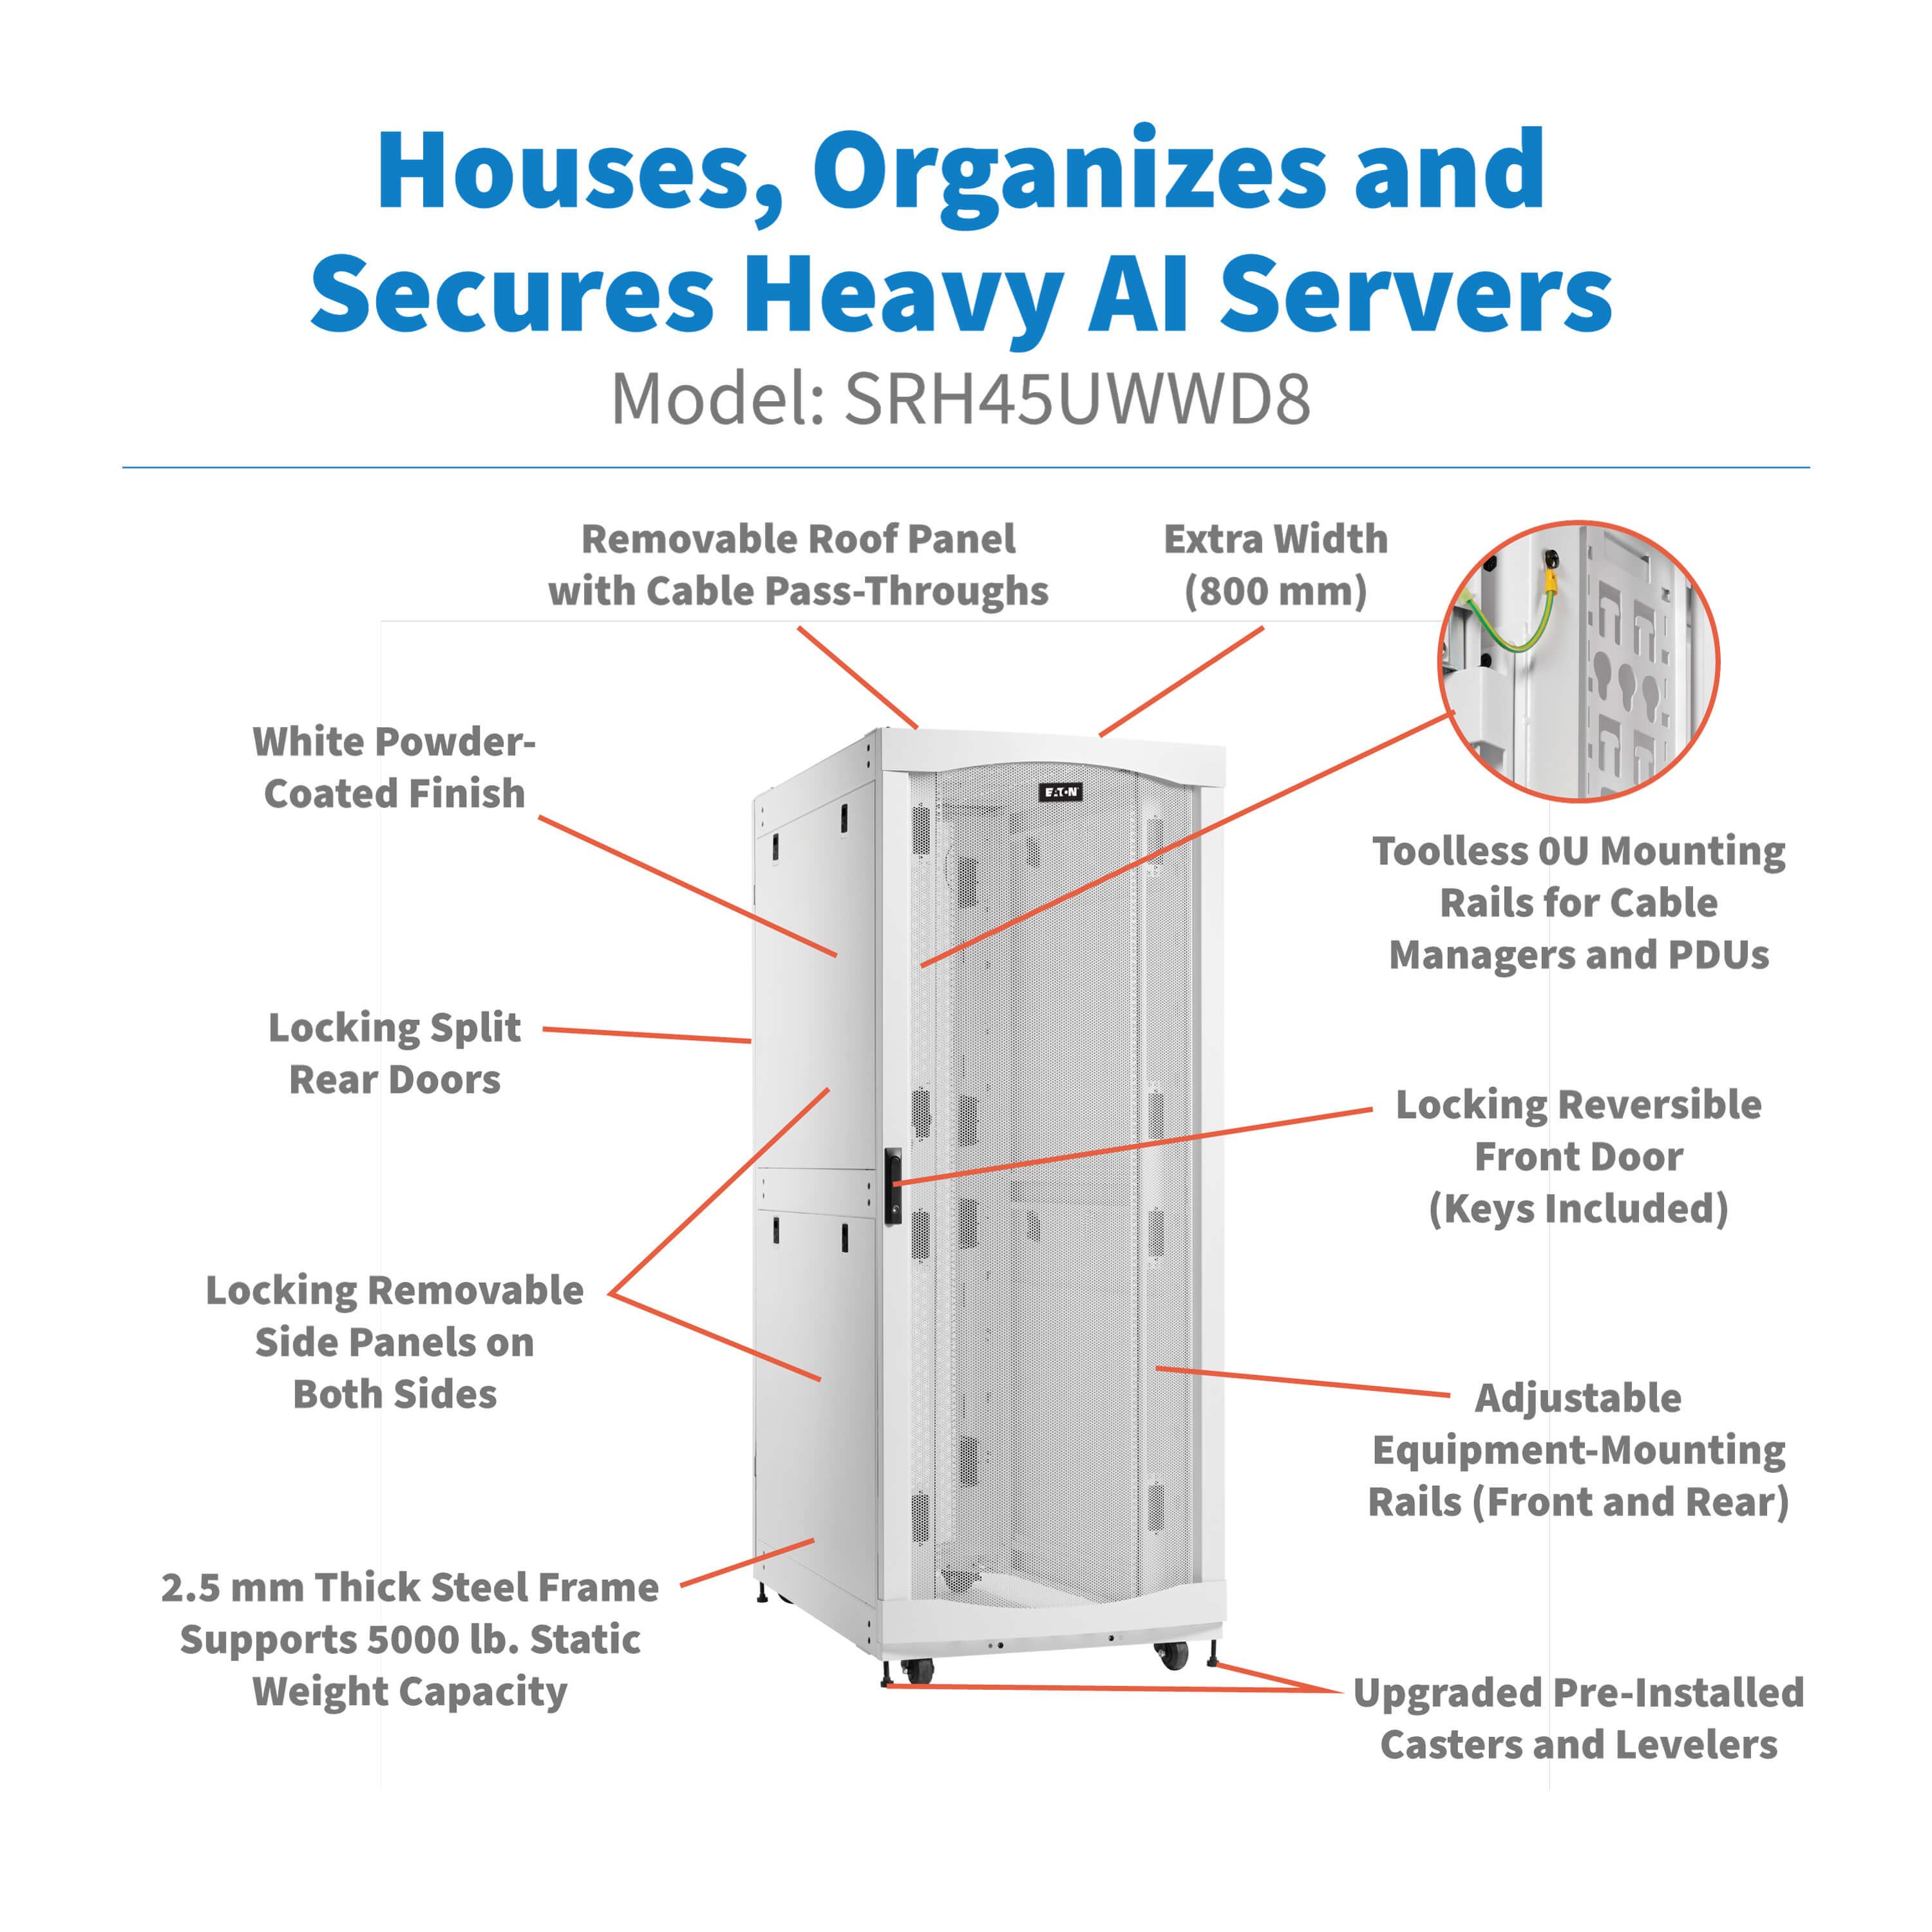 Houses, Organizes and
Secures Heavy AI Servers
Model: SRH45UWWD8
Removable Roof Panel
with Cable Pass-Throughs
Extra Width
(800 mm)
White Powder-
Coated Finish
EATON
Toolless 0U Mounting
Rails for Cable
Managers and PDUs
Locking Split
Rear Doors
Locking Reversible
Front Door
(Keys Included)
Locking Removable
Side Panels on
Both Sides
Adjustable
Equipment-Mounting
Rails (Front and Rear)
2.5 mm Thick Steel Frame
Supports 5000 lb. Static
Weight Capacity
Upgraded Pre-Installed
Casters and Levelers